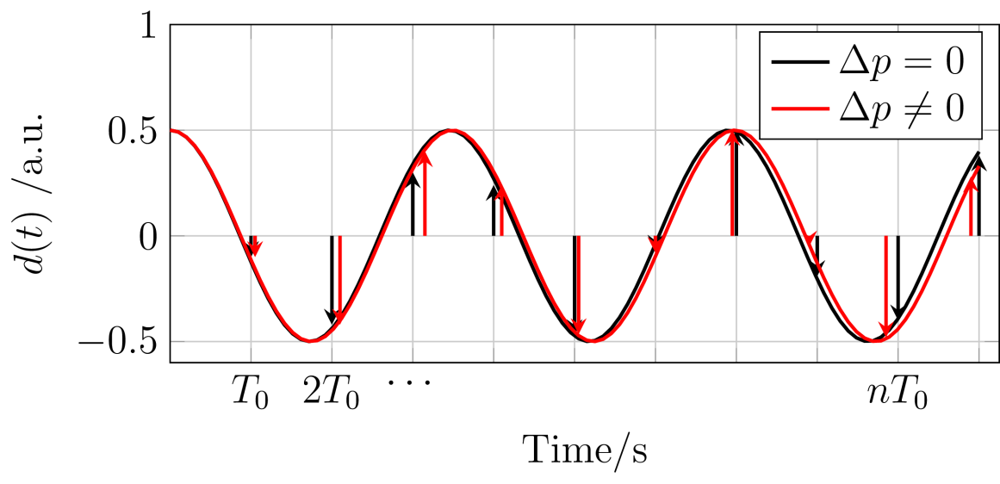 1
Δp = 0
Δp ≠ 0
0.5
d(t) /a.u.
0
−0.5
T₀ 2T₀ ··· nT₀
Time/s